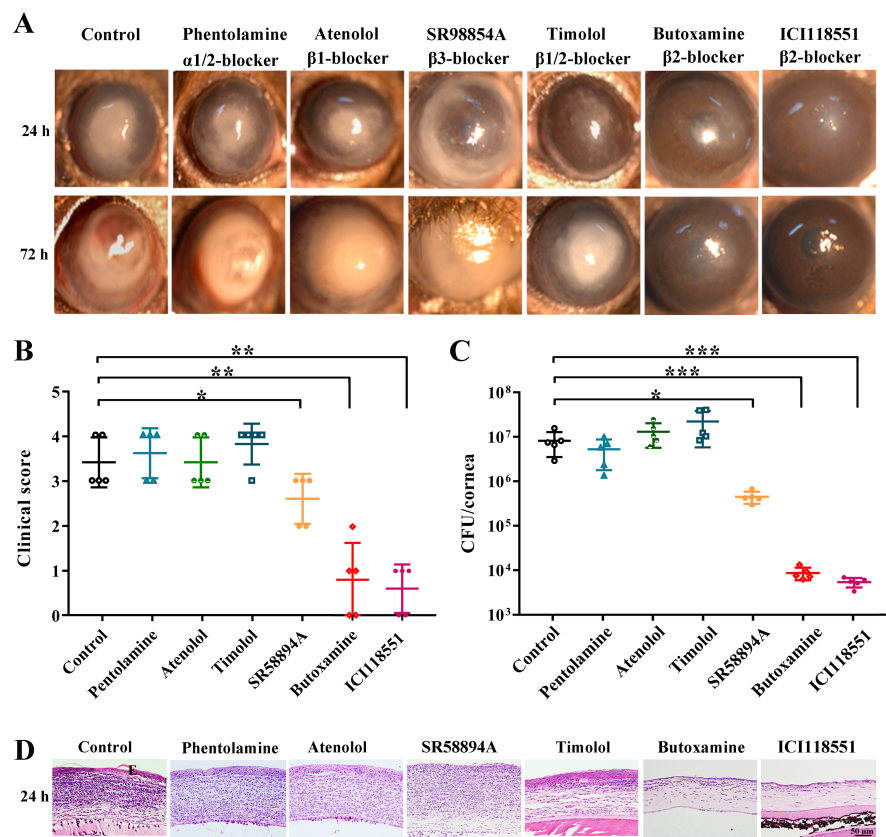 A
Control
Phentolamine
α1/2-blocker
Atenolol
β1-blocker
SR98854A
β3-blocker
Timolol
β1/2-blocker
Butoxamine
β2-blocker
ICI118551
β2-blocker
24 h
72 h
B
**
**
*
Clinical score
5
4
3
2
1
0
Control
Pentolamine
Atenolol
Timolol
SR58894A
Butoxamine
ICI118551
C
***
***
*
CFU/cornea
10⁸
10⁷
10⁶
10⁵
10⁴
10³
Control
Pentolamine
Atenolol
Timolol
SR58894A
Butoxamine
ICI118551
D
Control
Phentolamine
Atenolol
SR58894A
Timolol
Butoxamine
ICI118551
24 h
E
50 µm